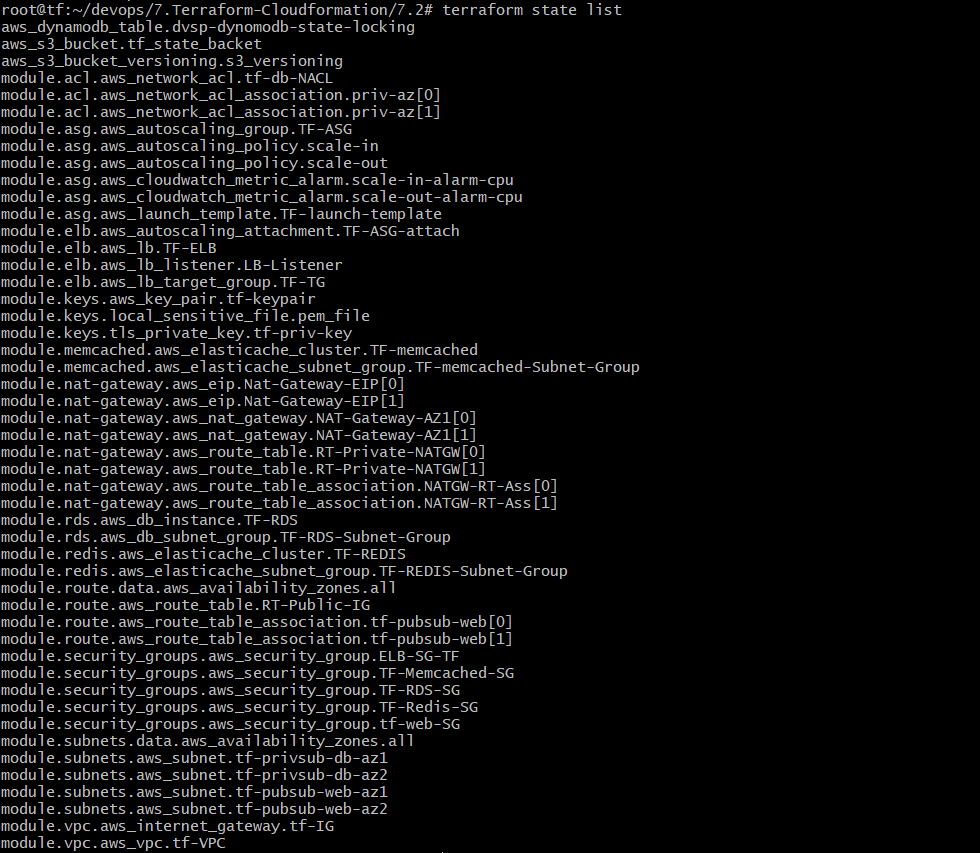 root@tf:~/devops/7.Terraform-Cloudformation/7.2# terraform state list
aws_dynamodb_table.dvsp-dynomodb-state-locking
aws_s3_bucket.tf_state_backet
aws_s3_bucket_versioning.s3_versioning
module.acl.aws_network_acl.tf-db-NACL
module.acl.aws_network_acl_association.priv-az[0]
module.acl.aws_network_acl_association.priv-az[1]
module.asg.aws_autoscaling_group.TF-ASG
module.asg.aws_autoscaling_policy.scale-in
module.asg.aws_autoscaling_policy.scale-out
module.asg.aws_cloudwatch_metric_alarm.scale-in-alarm-cpu
module.asg.aws_cloudwatch_metric_alarm.scale-out-alarm-cpu
module.asg.aws_launch_template.TF-launch-template
module.elb.aws_autoscaling_attachment.TF-ASG-attach
module.elb.aws_lb.TF-ELB
module.elb.aws_lb_listener.LB-Listener
module.elb.aws_lb_target_group.TF-TG
module.keys.aws_key_pair.tf-keypair
module.keys.local_sensitive_file.pem_file
module.keys.tls_private_key.tf-priv-key
module.memcached.aws_elasticache_cluster.TF-memcached
module.memcached.aws_elasticache_subnet_group.TF-memcached-Subnet-Group
module.nat-gateway.aws_eip.Nat-Gateway-EIP[0]
module.nat-gateway.aws_eip.Nat-Gateway-EIP[1]
module.nat-gateway.aws_nat_gateway.NAT-Gateway-AZ1[0]
module.nat-gateway.aws_nat_gateway.NAT-Gateway-AZ1[1]
module.nat-gateway.aws_route_table.RT-Private-NATGW[0]
module.nat-gateway.aws_route_table.RT-Private-NATGW[1]
module.nat-gateway.aws_route_table_association.NATGW-RT-Ass[0]
module.nat-gateway.aws_route_table_association.NATGW-RT-Ass[1]
module.rds.aws_db_instance.TF-RDS
module.rds.aws_db_subnet_group.TF-RDS-Subnet-Group
module.redis.aws_elasticache_cluster.TF-REDIS
module.redis.aws_elasticache_subnet_group.TF-REDIS-Subnet-Group
module.route.data.aws_availability_zones.all
module.route.aws_route_table.RT-Public-IG
module.route.aws_route_table_association.tf-pubsub-web[0]
module.route.aws_route_table_association.tf-pubsub-web[1]
module.security_groups.aws_security_group.ELB-SG-TF
module.security_groups.aws_security_group.TF-Memcached-SG
module.security_groups.aws_security_group.TF-RDS-SG
module.security_groups.aws_security_group.TF-Redis-SG
module.security_groups.aws_security_group.tf-web-SG
module.subnets.data.aws_availability_zones.all
module.subnets.aws_subnet.tf-privsub-db-az1
module.subnets.aws_subnet.tf-privsub-db-az2
module.subnets.aws_subnet.tf-pubsub-web-az1
module.subnets.aws_subnet.tf-pubsub-web-az2
module.vpc.aws_internet_gateway.tf-IG
module.vpc.aws_vpc.tf-VPC